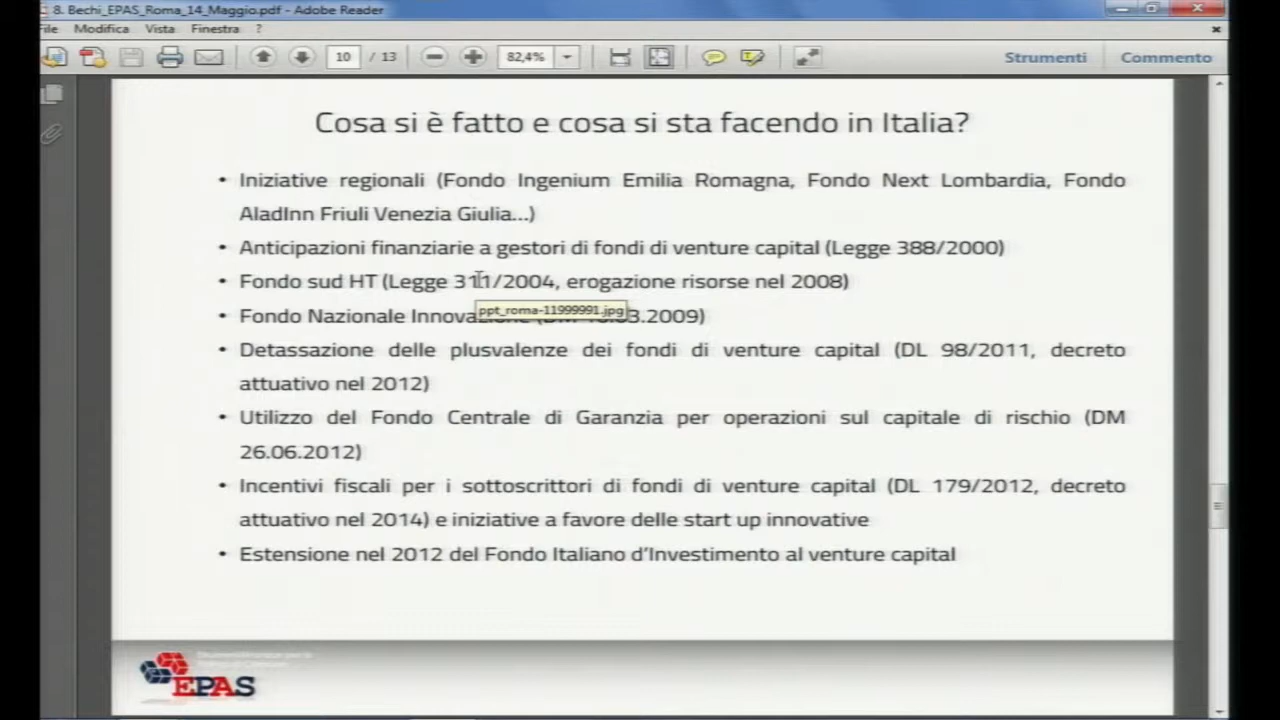 8. Bechi_EPAS_Roma_14_Maggio.pdf - Adobe Reader
Modifica Vista Finestra ?
10 / 13 82,4% Strumenti Commento
Cosa si è fatto e cosa si sta facendo in Italia?
• Iniziative regionali (Fondo Ingenium Emilia Romagna, Fondo Next Lombardia, Fondo
AladInn Friuli Venezia Giulia...)
• Anticipazioni finanziarie a gestori di fondi di venture capital (Legge 388/2000)
• Fondo sud HT (Legge 311/2004, erogazione risorse nel 2008)
ppt_roma-11999991.jpg
• Fondo Nazionale .2009)
• Detassazione delle plusvalenze dei fondi di venture capital (DL 98/2011, decreto
attuativo nel 2012)
• Utilizzo del Fondo Centrale di Garanzia per operazioni sul capitale di rischio (DM
26.06.2012)
• Incentivi fiscali per i sottoscrittori di fondi di venture capital (DL 179/2012, decreto
attuativo nel 2014) e iniziative a favore delle start up innovative
• Estensione nel 2012 del Fondo Italiano d'Investimento al venture capital
EPAS